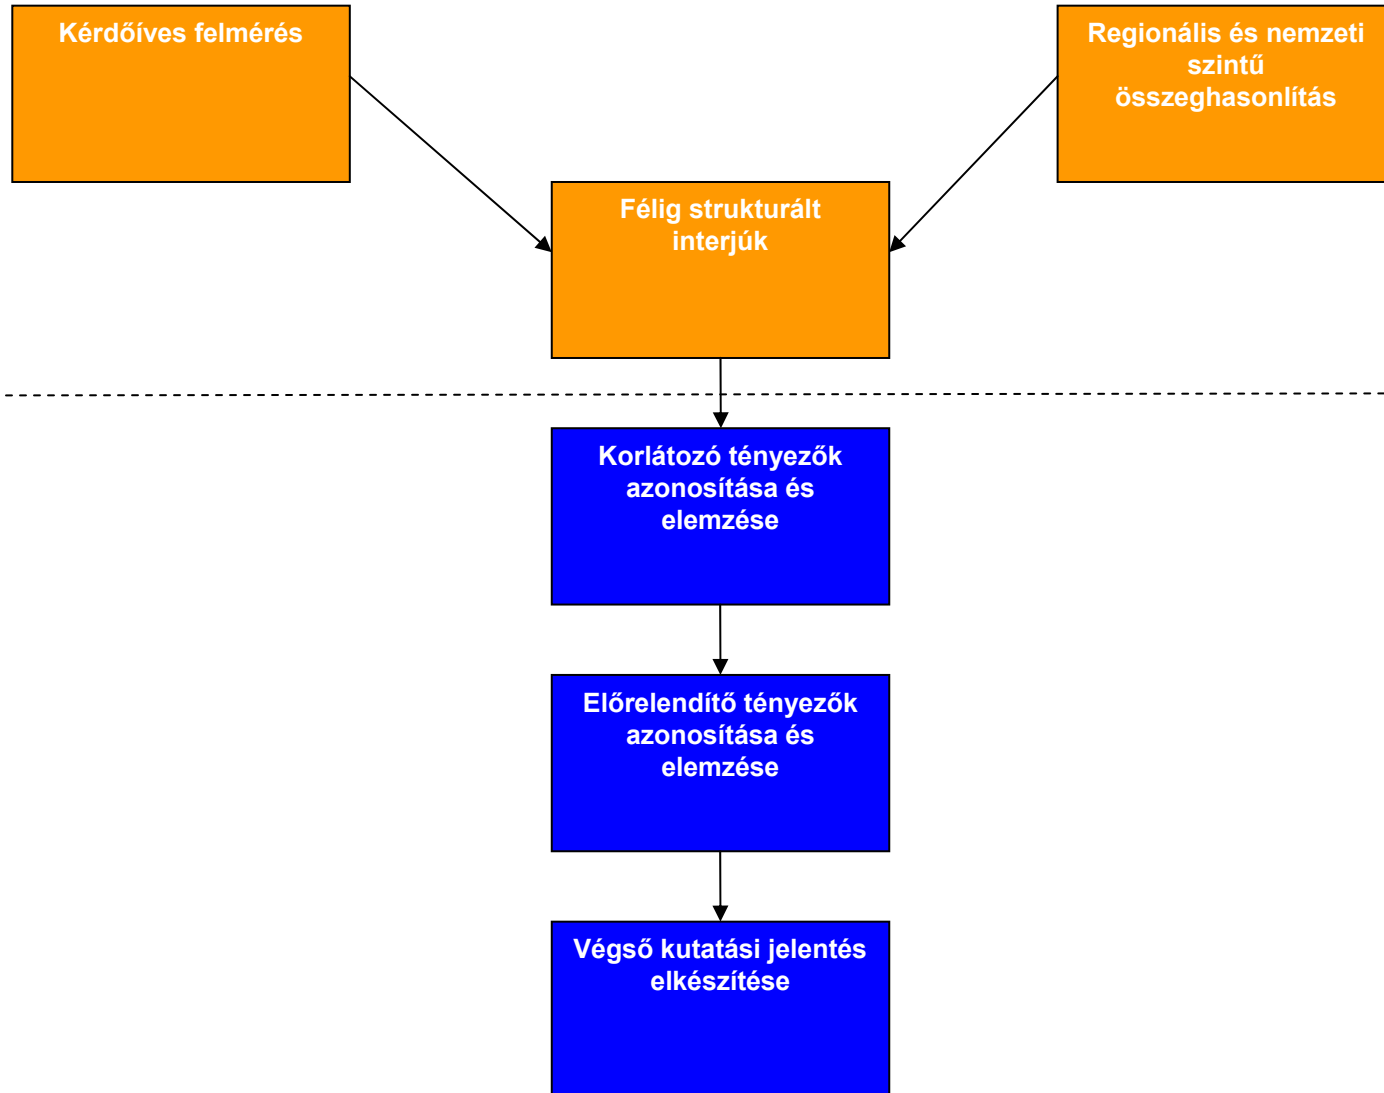 Kérdőíves felmérés
Regionális és nemzeti
szintű
összeghasonlítás
Félig strukturált
interjúk
Korlátozó tényezők
azonosítása és
elemzése
Előrelendítő tényezők
azonosítása és
elemzése
Végső kutatási jelentés
elkészítése